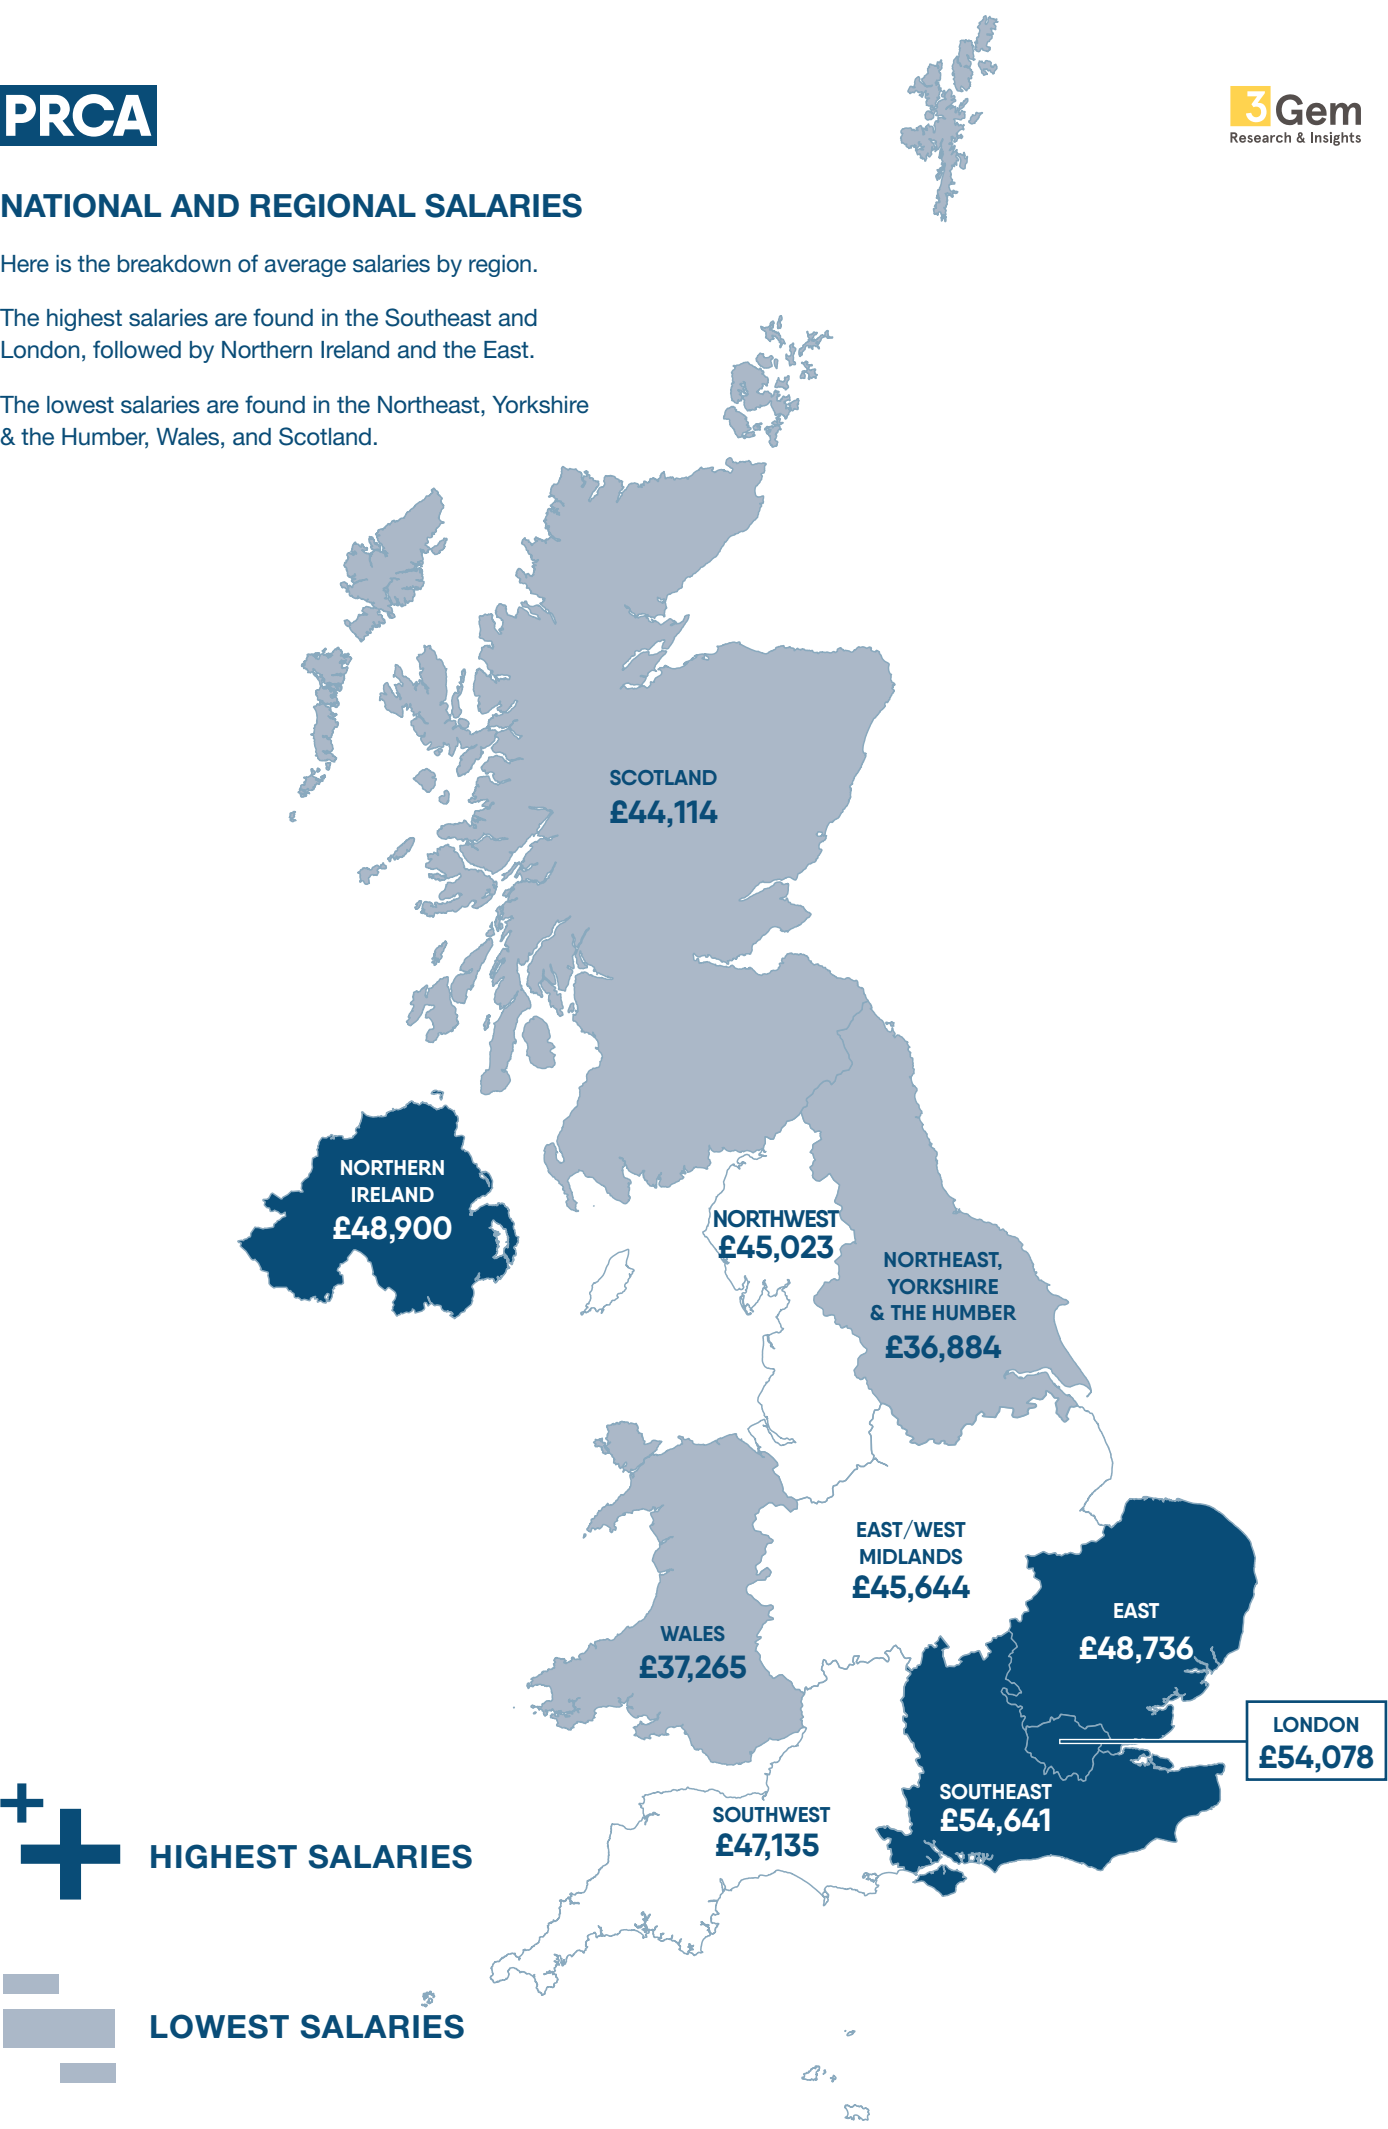 PRCA
3Gem
Research & Insights
NATIONAL AND REGIONAL SALARIES
Here is the breakdown of average salaries by region.
The highest salaries are found in the Southeast and
London, followed by Northern Ireland and the East.
The lowest salaries are found in the Northeast, Yorkshire
& the Humber, Wales, and Scotland.
SCOTLAND
£44,114
NORTHERN
IRELAND
£48,900
NORTHWEST
£45,023
NORTHEAST,
YORKSHIRE
& THE HUMBER
£36,884
EAST/WEST
MIDLANDS
£45,644
EAST
£48,736
WALES
£37,265
LONDON
£54,078
SOUTHEAST
£54,641
SOUTHWEST
£47,135
HIGHEST SALARIES
LOWEST SALARIES